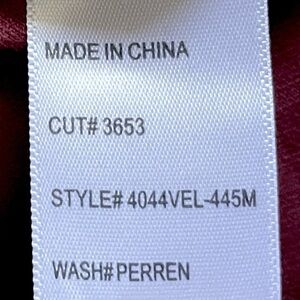 MADE IN CHINA
CUT# 3653
STYLE# 4044VEL-445M
WASH#PERREN